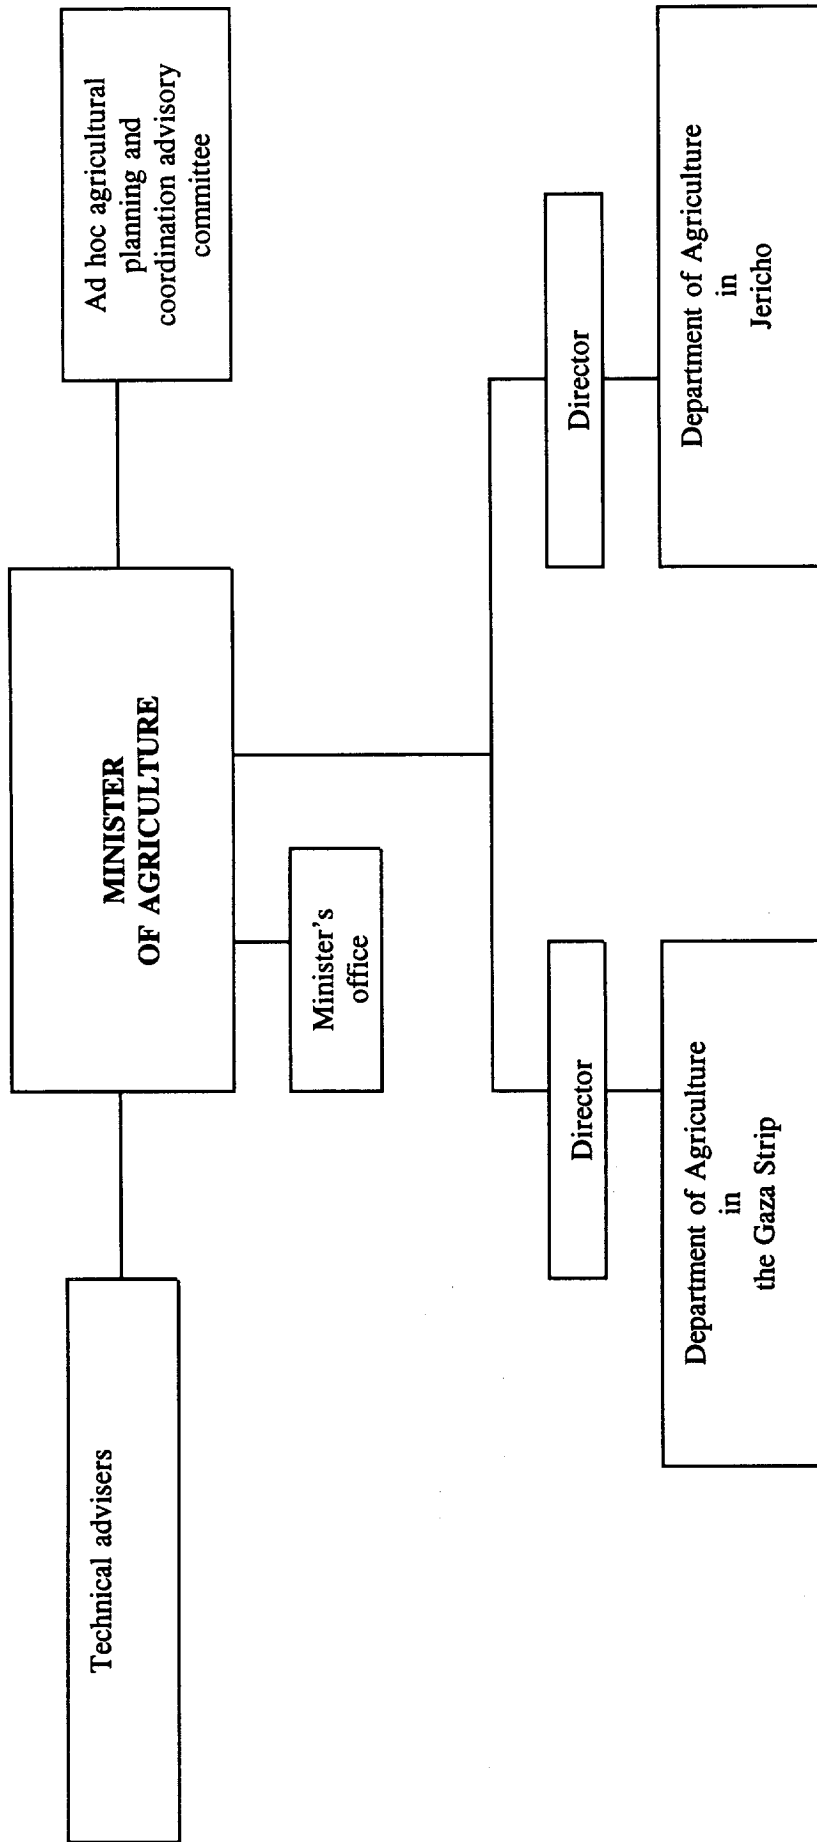 Technical advisers
MINISTER
OF AGRICULTURE
Ad hoc agricultural
planning and
coordination advisory
committee
Minister's
office
Director
Director
Department of Agriculture
in
the Gaza Strip
Department of Agriculture
in
Jericho